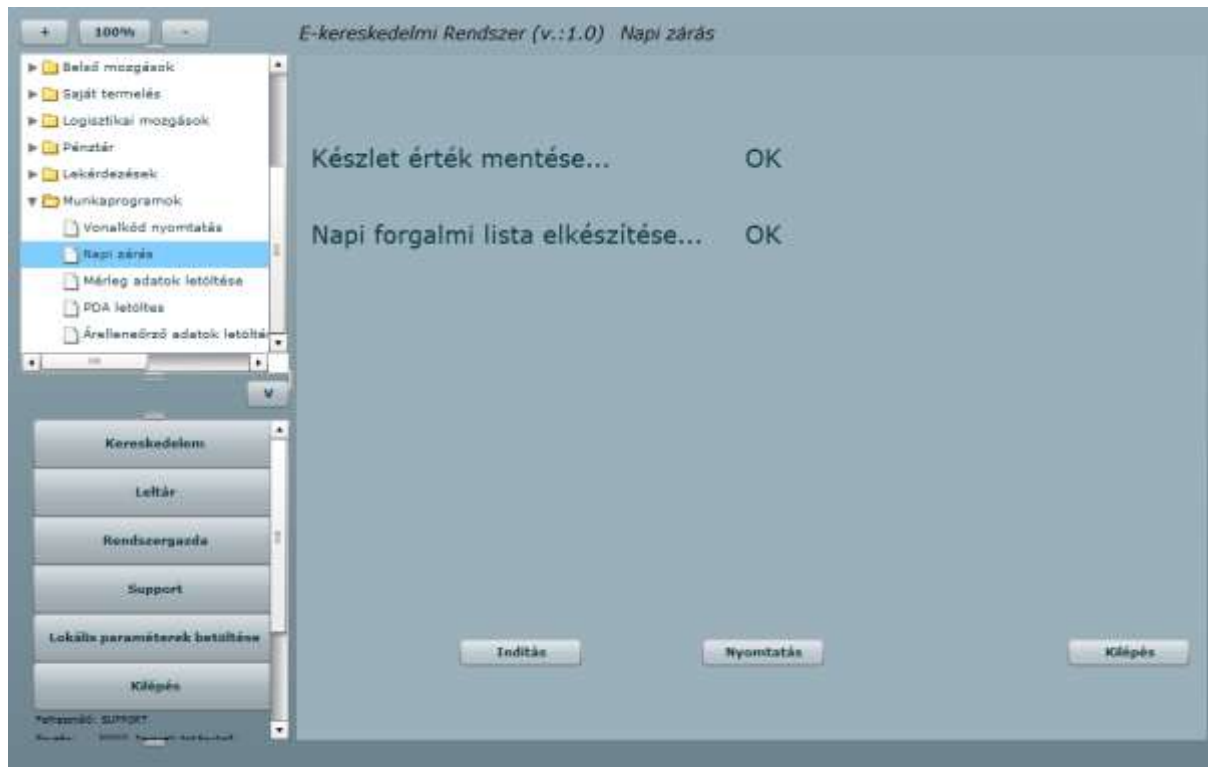 + 100% -
E-kereskedelmi Rendszer (v.:1.0) Napi zárás
Belső mozgások
Saját termelés
Logisztikai mozgások
Pénztár
Lekérdezések
Munkaprogramok
Vonalkód nyomtatás
Napi zárás
Mérleg adatok letöltése
PDA letöltes
Árellenőrző adatok letölté
V
Kereskedelem
Leltár
Rendszergazda
Support
Lokális paraméterek betöltése
Kilépés
Felhasználó: SUPPORT
Készlet érték mentése... OK
Napi forgalmi lista elkészítése... OK
Indítás
Nyomtatás
Kilépés